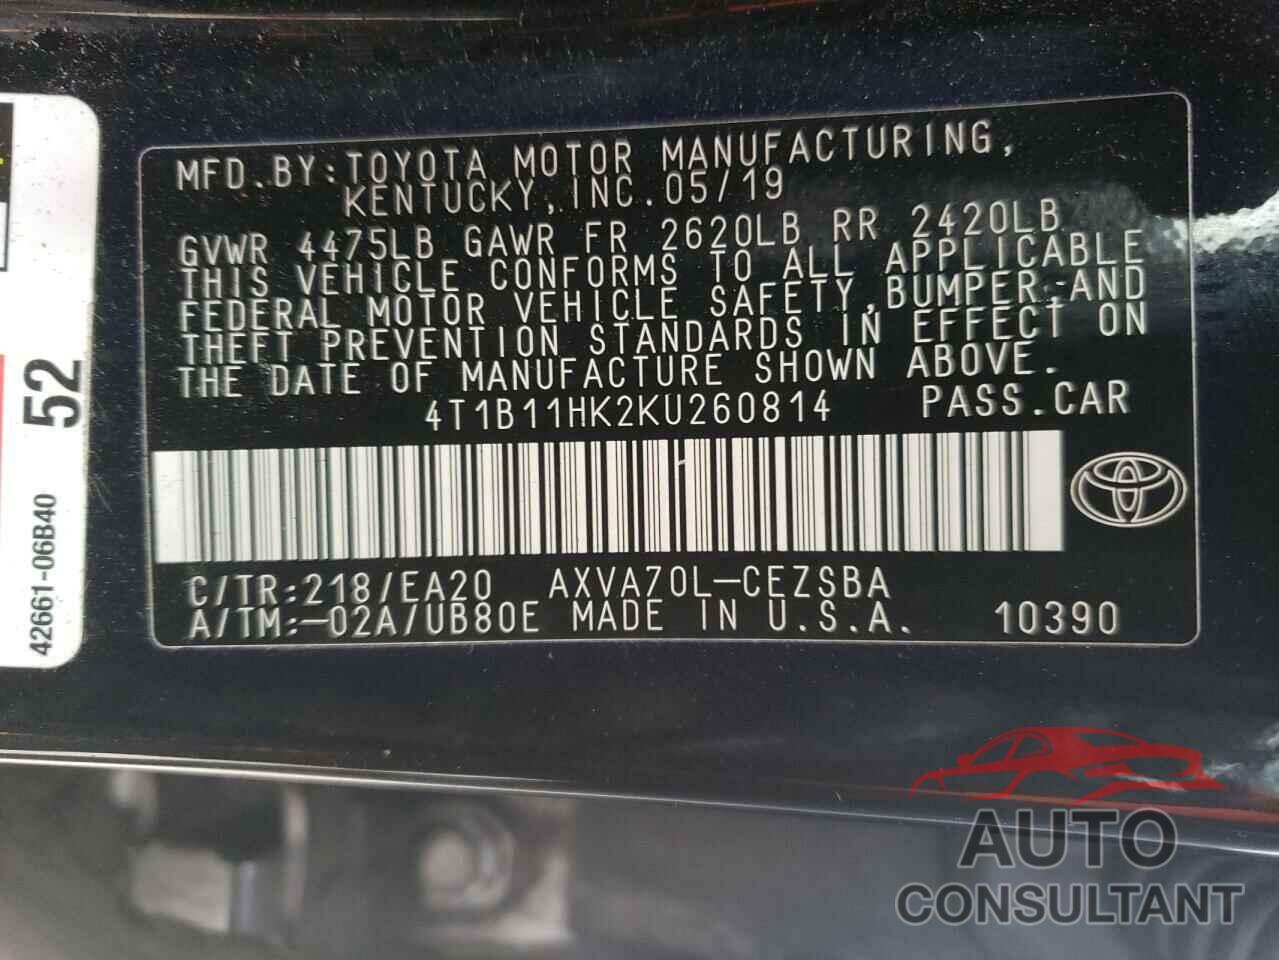 MFD.BY:TOYOTA MOTOR MANUFACTURING,
KENTUCKY,INC.05/19
GVWR 4475LB GAWR FR 2620LB RR 2420LB
THIS VEHICLE CONFORMS TO ALL APPLICABLE
FEDERAL MOTOR VEHICLE SAFETY,BUMPER,AND
THEFT PREVENTION STANDARDS IN EFFECT ON
THE DATE OF MANUFACTURE SHOWN ABOVE.
4T1B11HK2KU260814 PASS.CAR
C/TR:218/EA20 AXVA70L-CEZSBA
A/TM:-02A/UB80E MADE IN U.S.A. 10390
52
42661-06B40
AUTO
CONSULTANT